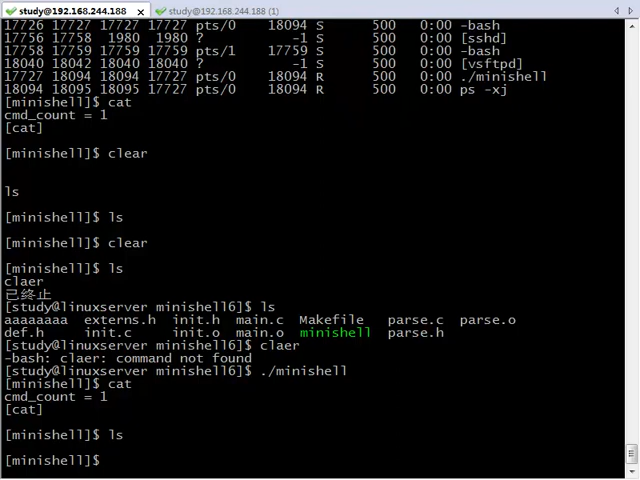 study@192.168.244.188 study@192.168.244.188 (1)
17726 17727 17727 17727 pts/0 18094 S 500 0:00 -bash
17756 17758 1980 1980 ? -1 S 500 0:00 [sshd]
17758 17759 17759 17759 pts/1 17759 S 500 0:00 -bash
18040 18042 18040 18040 ? -1 S 500 0:00 [vsftpd]
17727 18094 18094 17727 pts/0 18094 R 500 0:00 ./minishell
18094 18095 18095 17727 pts/0 18094 R 500 0:00 ps -xj
[minishell]$ cat
cmd_count = 1
[cat]
[minishell]$ clear
ls
[minishell]$ ls
[minishell]$ clear
[minishell]$ ls
claer
已终止
[study@linuxserver minishell6]$ ls
aaaaaaaa externs.h init.h main.c Makefile parse.c parse.o
def.h init.c init.o main.o minishell parse.h
[study@linuxserver minishell6]$ claer
-bash: claer: command not found
[study@linuxserver minishell6]$ ./minishell
[minishell]$ cat
cmd_count = 1
[cat]
[minishell]$ ls
[minishell]$